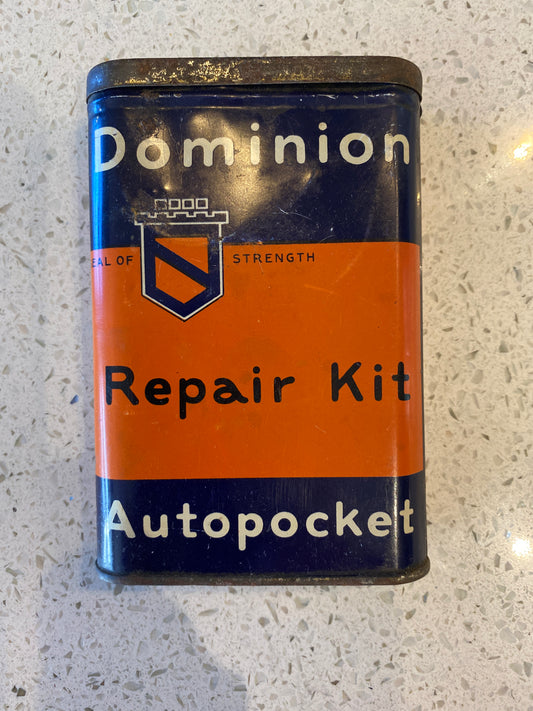 Dominion
EAL OF STRENGTH
Repair Kit
Autopocket